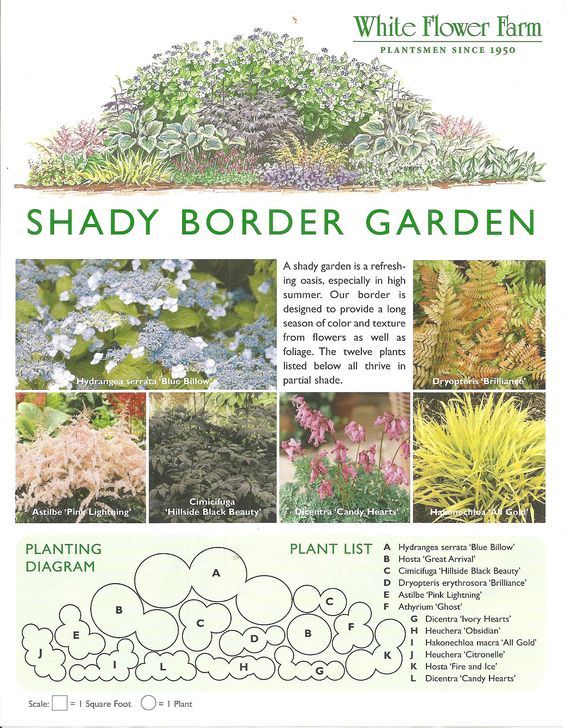 White Flower Farm
PLANTSMEN SINCE 1950
SHADY BORDER GARDEN
A shady garden is a refresh-
ing oasis, especially in high
summer. Our border is
designed to provide a long
season of color and texture
from flowers as well as
foliage. The twelve plants
listed below all thrive in
partial shade.
Hydrangea serrata 'Blue Billow'
Dryopteris 'Brilliance'
Astilbe 'Pink Lightning'
Cimicifuga
'Hillside Black Beauty'
Dicentra 'Candy Hearts'
Hakonechloa 'All Gold'
PLANTING
DIAGRAM
PLANT LIST
A Hydrangea serrata 'Blue Billow'
B Hosta 'Great Arrival'
C Cimicifuga 'Hillside Black Beauty'
D Dryopteris erythrosora 'Brilliance'
E Astilbe 'Pink Lightning'
F Athyrium 'Ghost'
G Dicentra 'Ivory Hearts'
H Heuchera 'Obsidian'
I Hakonechloa macra 'All Gold'
J Heuchera 'Citronelle'
K Hosta 'Fire and Ice'
L Dicentra 'Candy Hearts'
A
B
C
C
E
D
B
F
J
I
L
H
G
K
Scale: = 1 Square Foot = 1 Plant